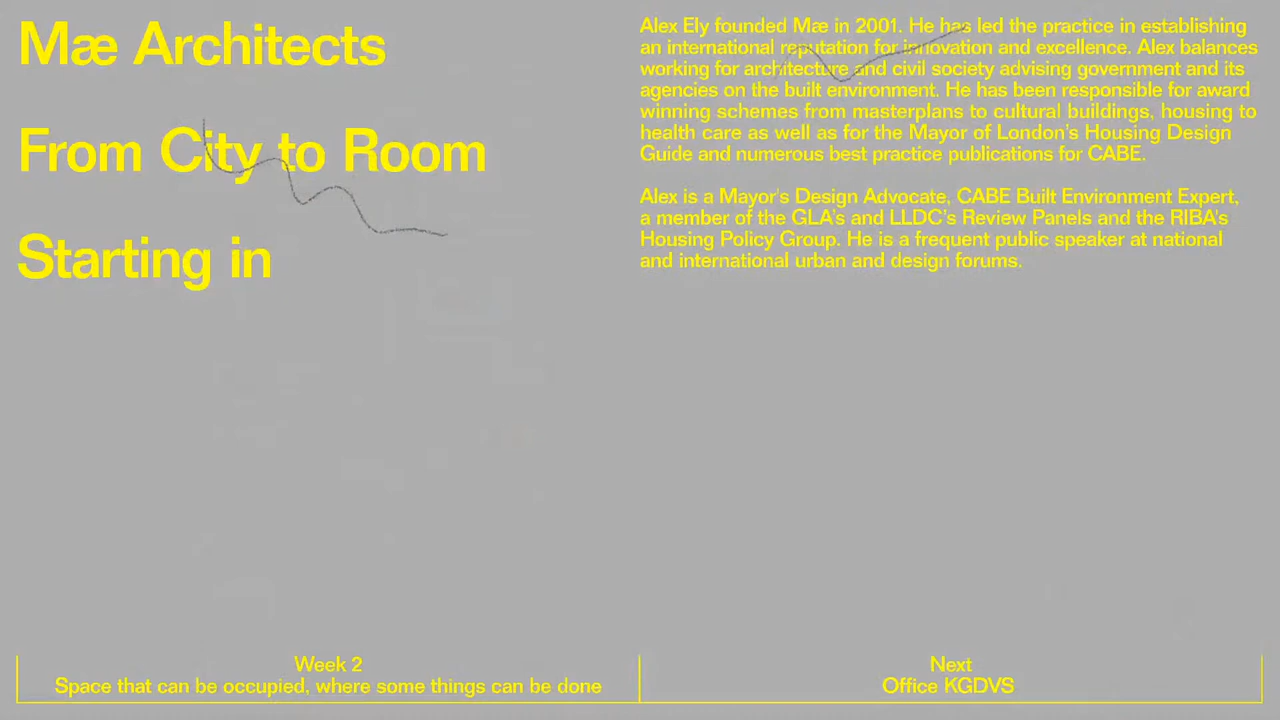 Mæ Architects
From City to Room
Starting in
Alex Ely founded Mæ in 2001. He has led the practice in establishing
an international reputation for innovation and excellence. Alex balances
working for architecture and civil society advising government and its
agencies on the built environment. He has been responsible for award
winning schemes from masterplans to cultural buildings, housing to
health care as well as for the Mayor of London's Housing Design
Guide and numerous best practice publications for CABE.
Alex is a Mayor's Design Advocate, CABE Built Environment Expert,
a member of the GLA's and LLDC's Review Panels and the RIBA's
Housing Policy Group. He is a frequent public speaker at national
and international urban and design forums.
Week 2
Space that can be occupied, where some things can be done
Next
Office KGDVS